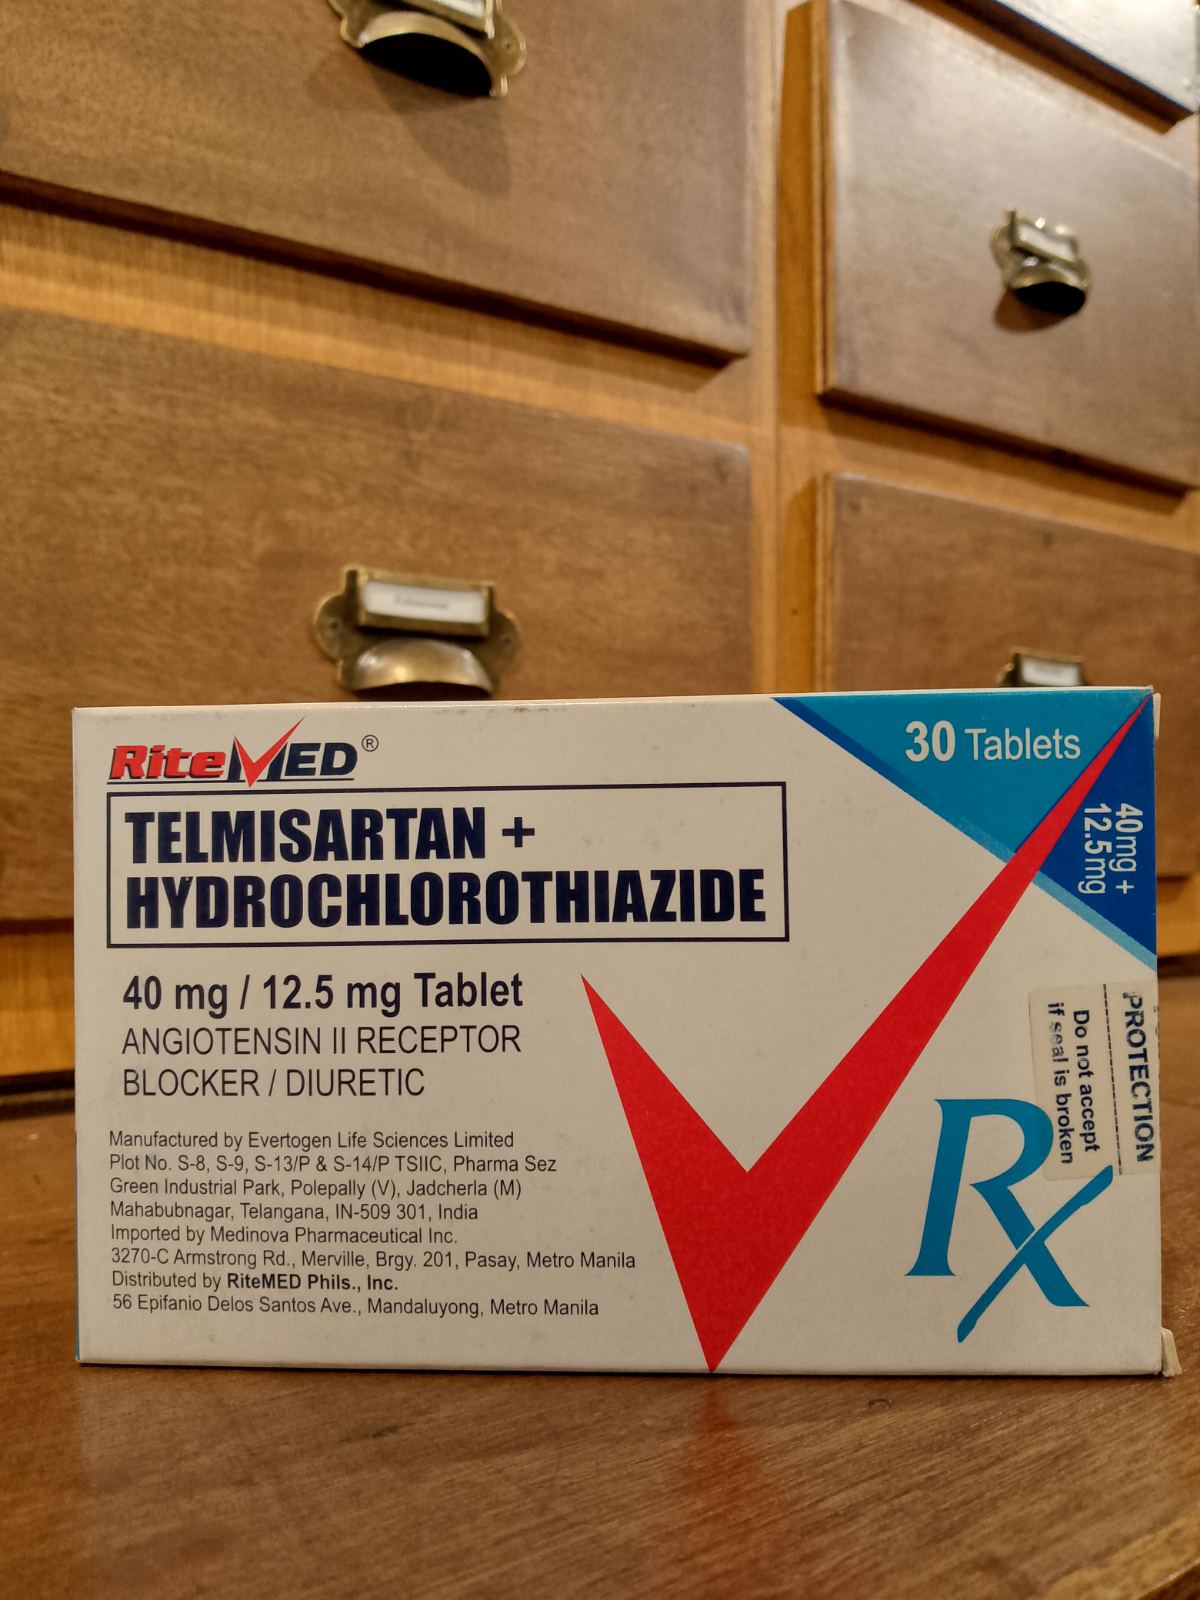 RiteMED®
30 Tablets
40mg +
12.5mg
TELMISARTAN +
HYDROCHLOROTHIAZIDE
40 mg / 12.5 mg Tablet
ANGIOTENSIN II RECEPTOR
BLOCKER / DIURETIC
Manufactured by Evertogen Life Sciences Limited
Plot No. S-8, S-9, S-13/P & S-14/P TSIIC, Pharma Sez
Green Industrial Park, Polepally (V), Jadcherla (M)
Mahabubnagar, Telangana, IN-509 301, India
Imported by Medinova Pharmaceutical Inc.
3270-C Armstrong Rd., Merville, Brgy. 201, Pasay, Metro Manila
Distributed by RiteMED Phils., Inc.
56 Epifanio Delos Santos Ave., Mandaluyong, Metro Manila
PROTECTION
Do not accept
if seal is broken
Rx